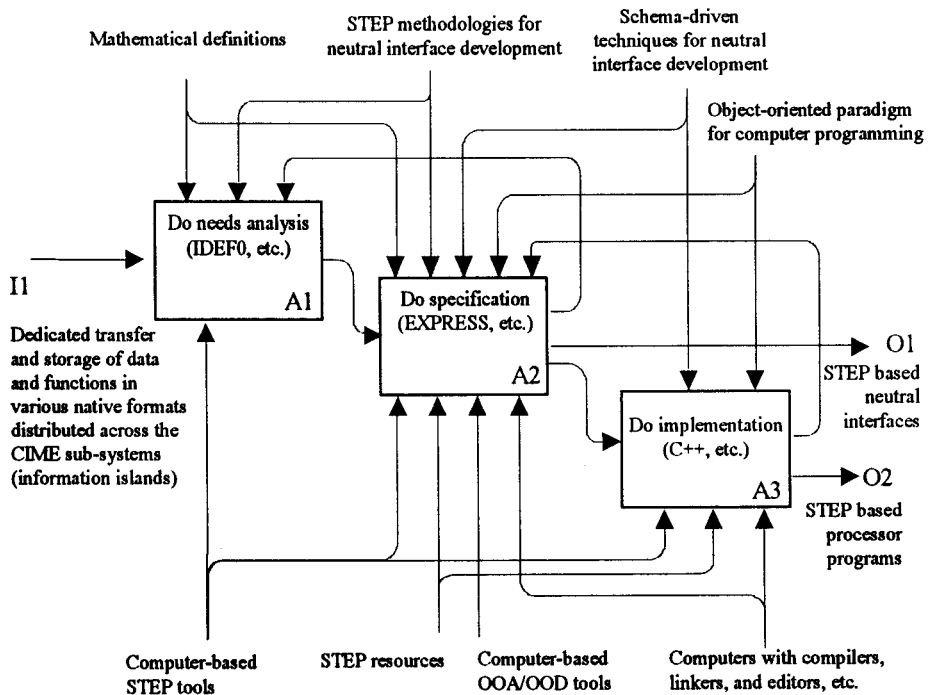 Mathematical definitions
STEP methodologies for
neutral interface development
Schema-driven
techniques for neutral
interface development
Object-oriented paradigm
for computer programming
Do needs analysis
(IDEF0, etc.)
A1
I1
Dedicated transfer
and storage of data
and functions in
various native formats
distributed across the
CIME sub-systems
(information islands)
Do specification
(EXPRESS, etc.)
A2
O1
STEP based
neutral
interfaces
Do implementation
(C++, etc.)
A3
O2
STEP based
processor
programs
Computer-based
STEP tools
STEP resources
Computer-based
OOA/OOD tools
Computers with compilers,
linkers, and editors, etc.